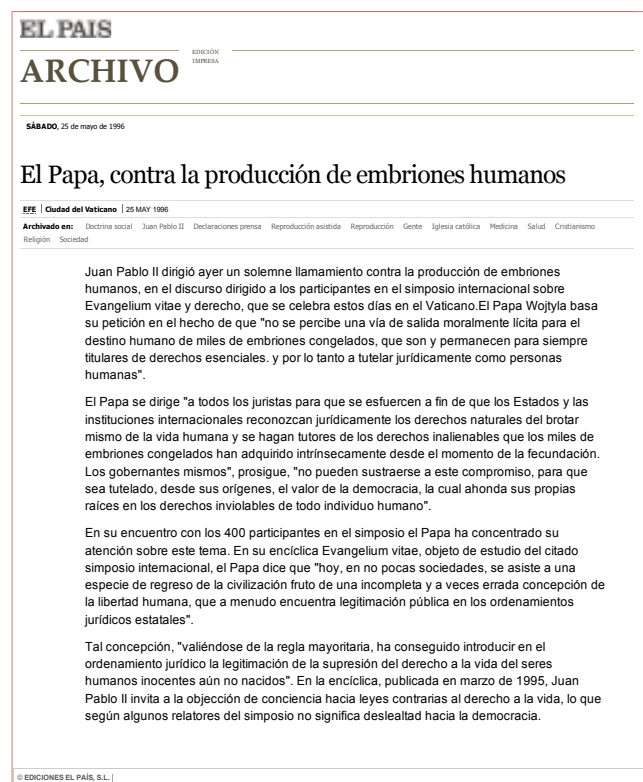 EL PAIS
ARCHIVO
EDICIÓN
IMPRESA
SÁBADO, 25 de mayo de 1996
El Papa, contra la producción de embriones humanos
EFE | Ciudad del Vaticano | 25 MAY 1996
Archivado en: Doctrina social Juan Pablo II Declaraciones prensa Reproducción asistida Reproducción Gente Iglesia católica Medicina Salud Cristianismo
Religión Sociedad
Juan Pablo II dirigió ayer un solemne llamamiento contra la producción de embriones
humanos, en el discurso dirigido a los participantes en el simposio internacional sobre
Evangelium vitae y derecho, que se celebra estos días en el Vaticano.El Papa Wojtyla basa
su petición en el hecho de que "no se percibe una vía de salida moralmente lícita para el
destino humano de miles de embriones congelados, que son y permanecen para siempre
titulares de derechos esenciales. y por lo tanto a tutelar jurídicamente como personas
humanas".
El Papa se dirige "a todos los juristas para que se esfuercen a fin de que los Estados y las
instituciones internacionales reconozcan jurídicamente los derechos naturales del brotar
mismo de la vida humana y se hagan tutores de los derechos inalienables que los miles de
embriones congelados han adquirido intrínsecamente desde el momento de la fecundación.
Los gobernantes mismos", prosigue, "no pueden sustraerse a este compromiso, para que
sea tutelado, desde sus orígenes, el valor de la democracia, la cual ahonda sus propias
raíces en los derechos inviolables de todo individuo humano".
En su encuentro con los 400 participantes en el simposio el Papa ha concentrado su
atención sobre este tema. En su encíclica Evangelium vitae, objeto de estudio del citado
simposio internacional, el Papa dice que "hoy, en no pocas sociedades, se asiste a una
especie de regreso de la civilización fruto de una incompleta y a veces errada concepción de
la libertad humana, que a menudo encuentra legitimación pública en los ordenamientos
jurídicos estatales".
Tal concepción, "valiéndose de la regla mayoritaria, ha conseguido introducir en el
ordenamiento jurídico la legitimación de la supresión del derecho a la vida del seres
humanos inocentes aún no nacidos". En la encíclica, publicada en marzo de 1995, Juan
Pablo II invita a la objección de conciencia hacia leyes contrarias al derecho a la vida, lo que
según algunos relatores del simposio no significa deslealtad hacia la democracia.
© EDICIONES EL PAÍS, S.L. |